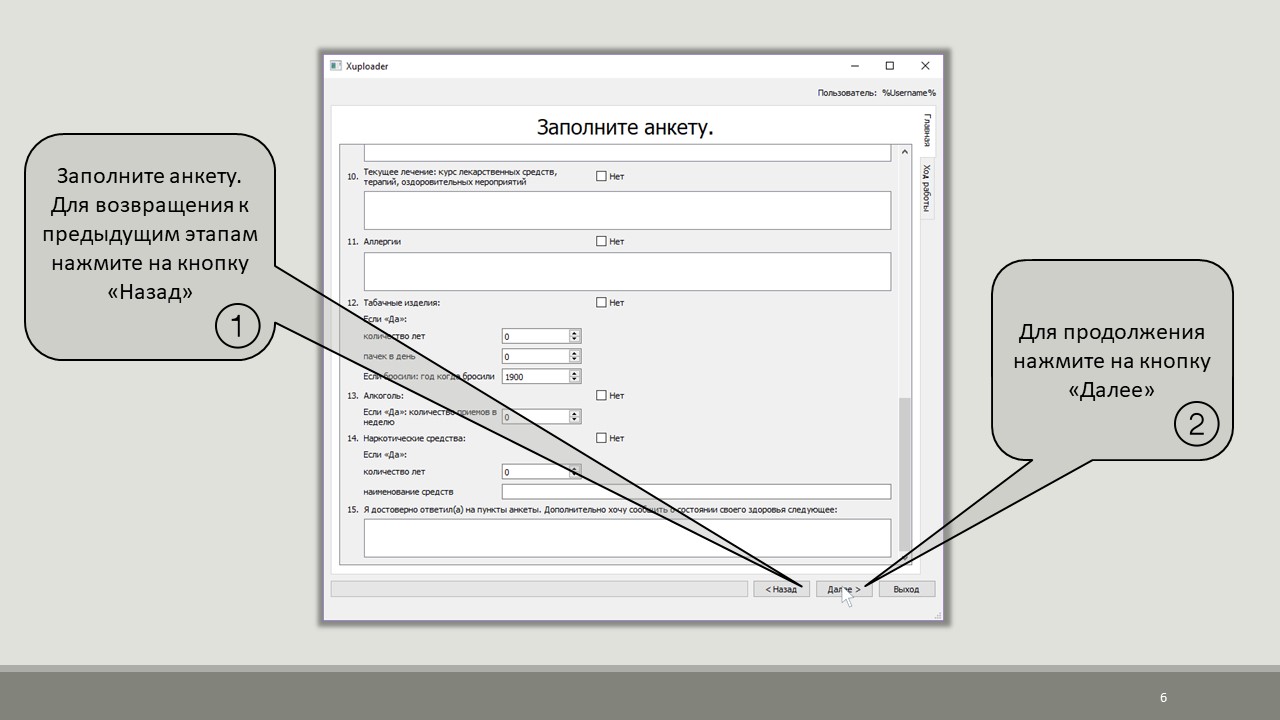 Xuploader
Пользователь: %Username%
Заполните анкету.
Главная
Ход работы
10. Текущее лечение: курс лекарственных средств,
терапий, оздоровительных мероприятий
Нет
11. Аллергии
Нет
12. Табачные изделия:
Нет
Если «Да»:
количество лет
0
пачек в день
0
Если бросили: год когда бросили
1900
13. Алкоголь:
Нет
Если «Да»: количество приемов в
неделю
0
14. Наркотические средства:
Нет
Если «Да»:
количество лет
0
наименование средств
15. Я достоверно ответил(а) на пункты анкеты. Дополнительно хочу сообщить о состоянии своего здоровья следующее:
< Назад
Далее >
Выход
Заполните анкету.
Для возвращения к
предыдущим этапам
нажмите на кнопку
«Назад»
1
Для продолжения
нажмите на кнопку
«Далее»
2
6